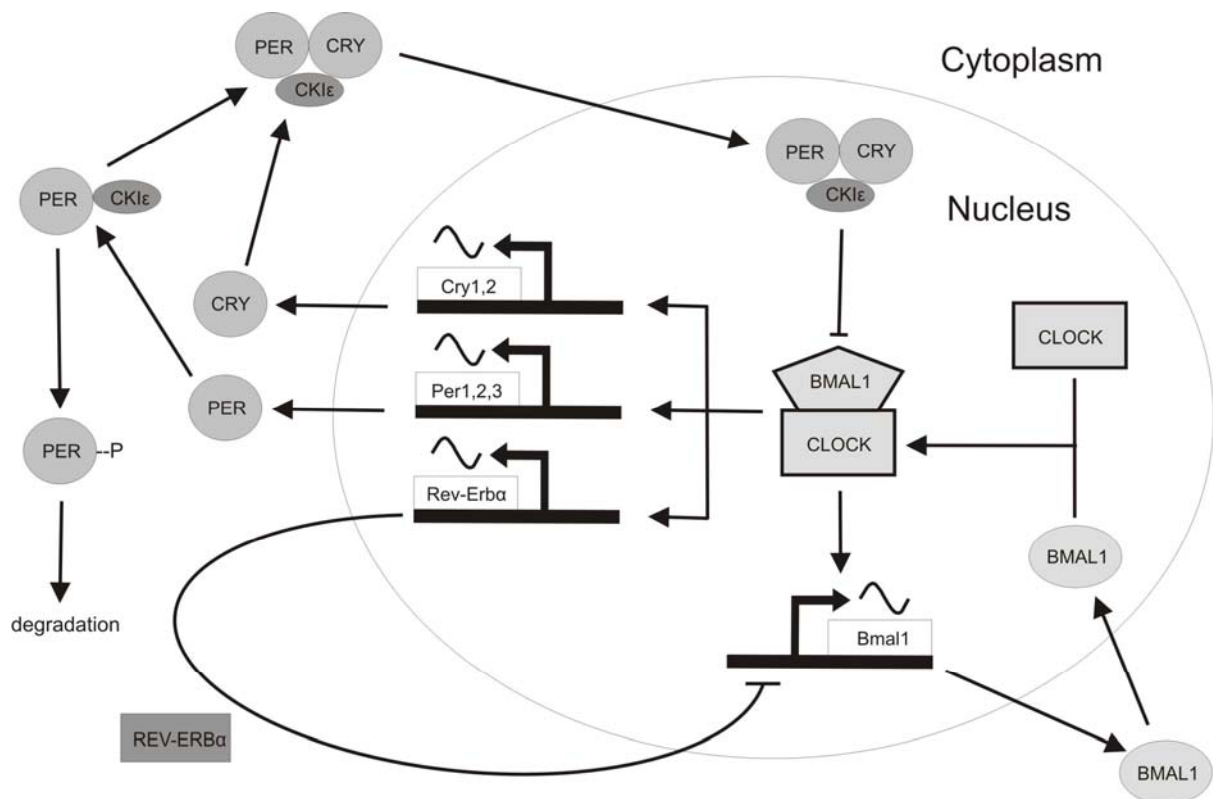 PER
CRY
CKIε
Cytoplasm
PER
CRY
CKIε
PER
CKIε
Nucleus
Cry1,2
CRY
CLOCK
Per1,2,3
BMAL1
PER
CLOCK
PER --P
Rev-Erbα
BMAL1
degradation
Bmal1
REV-ERBα
BMAL1